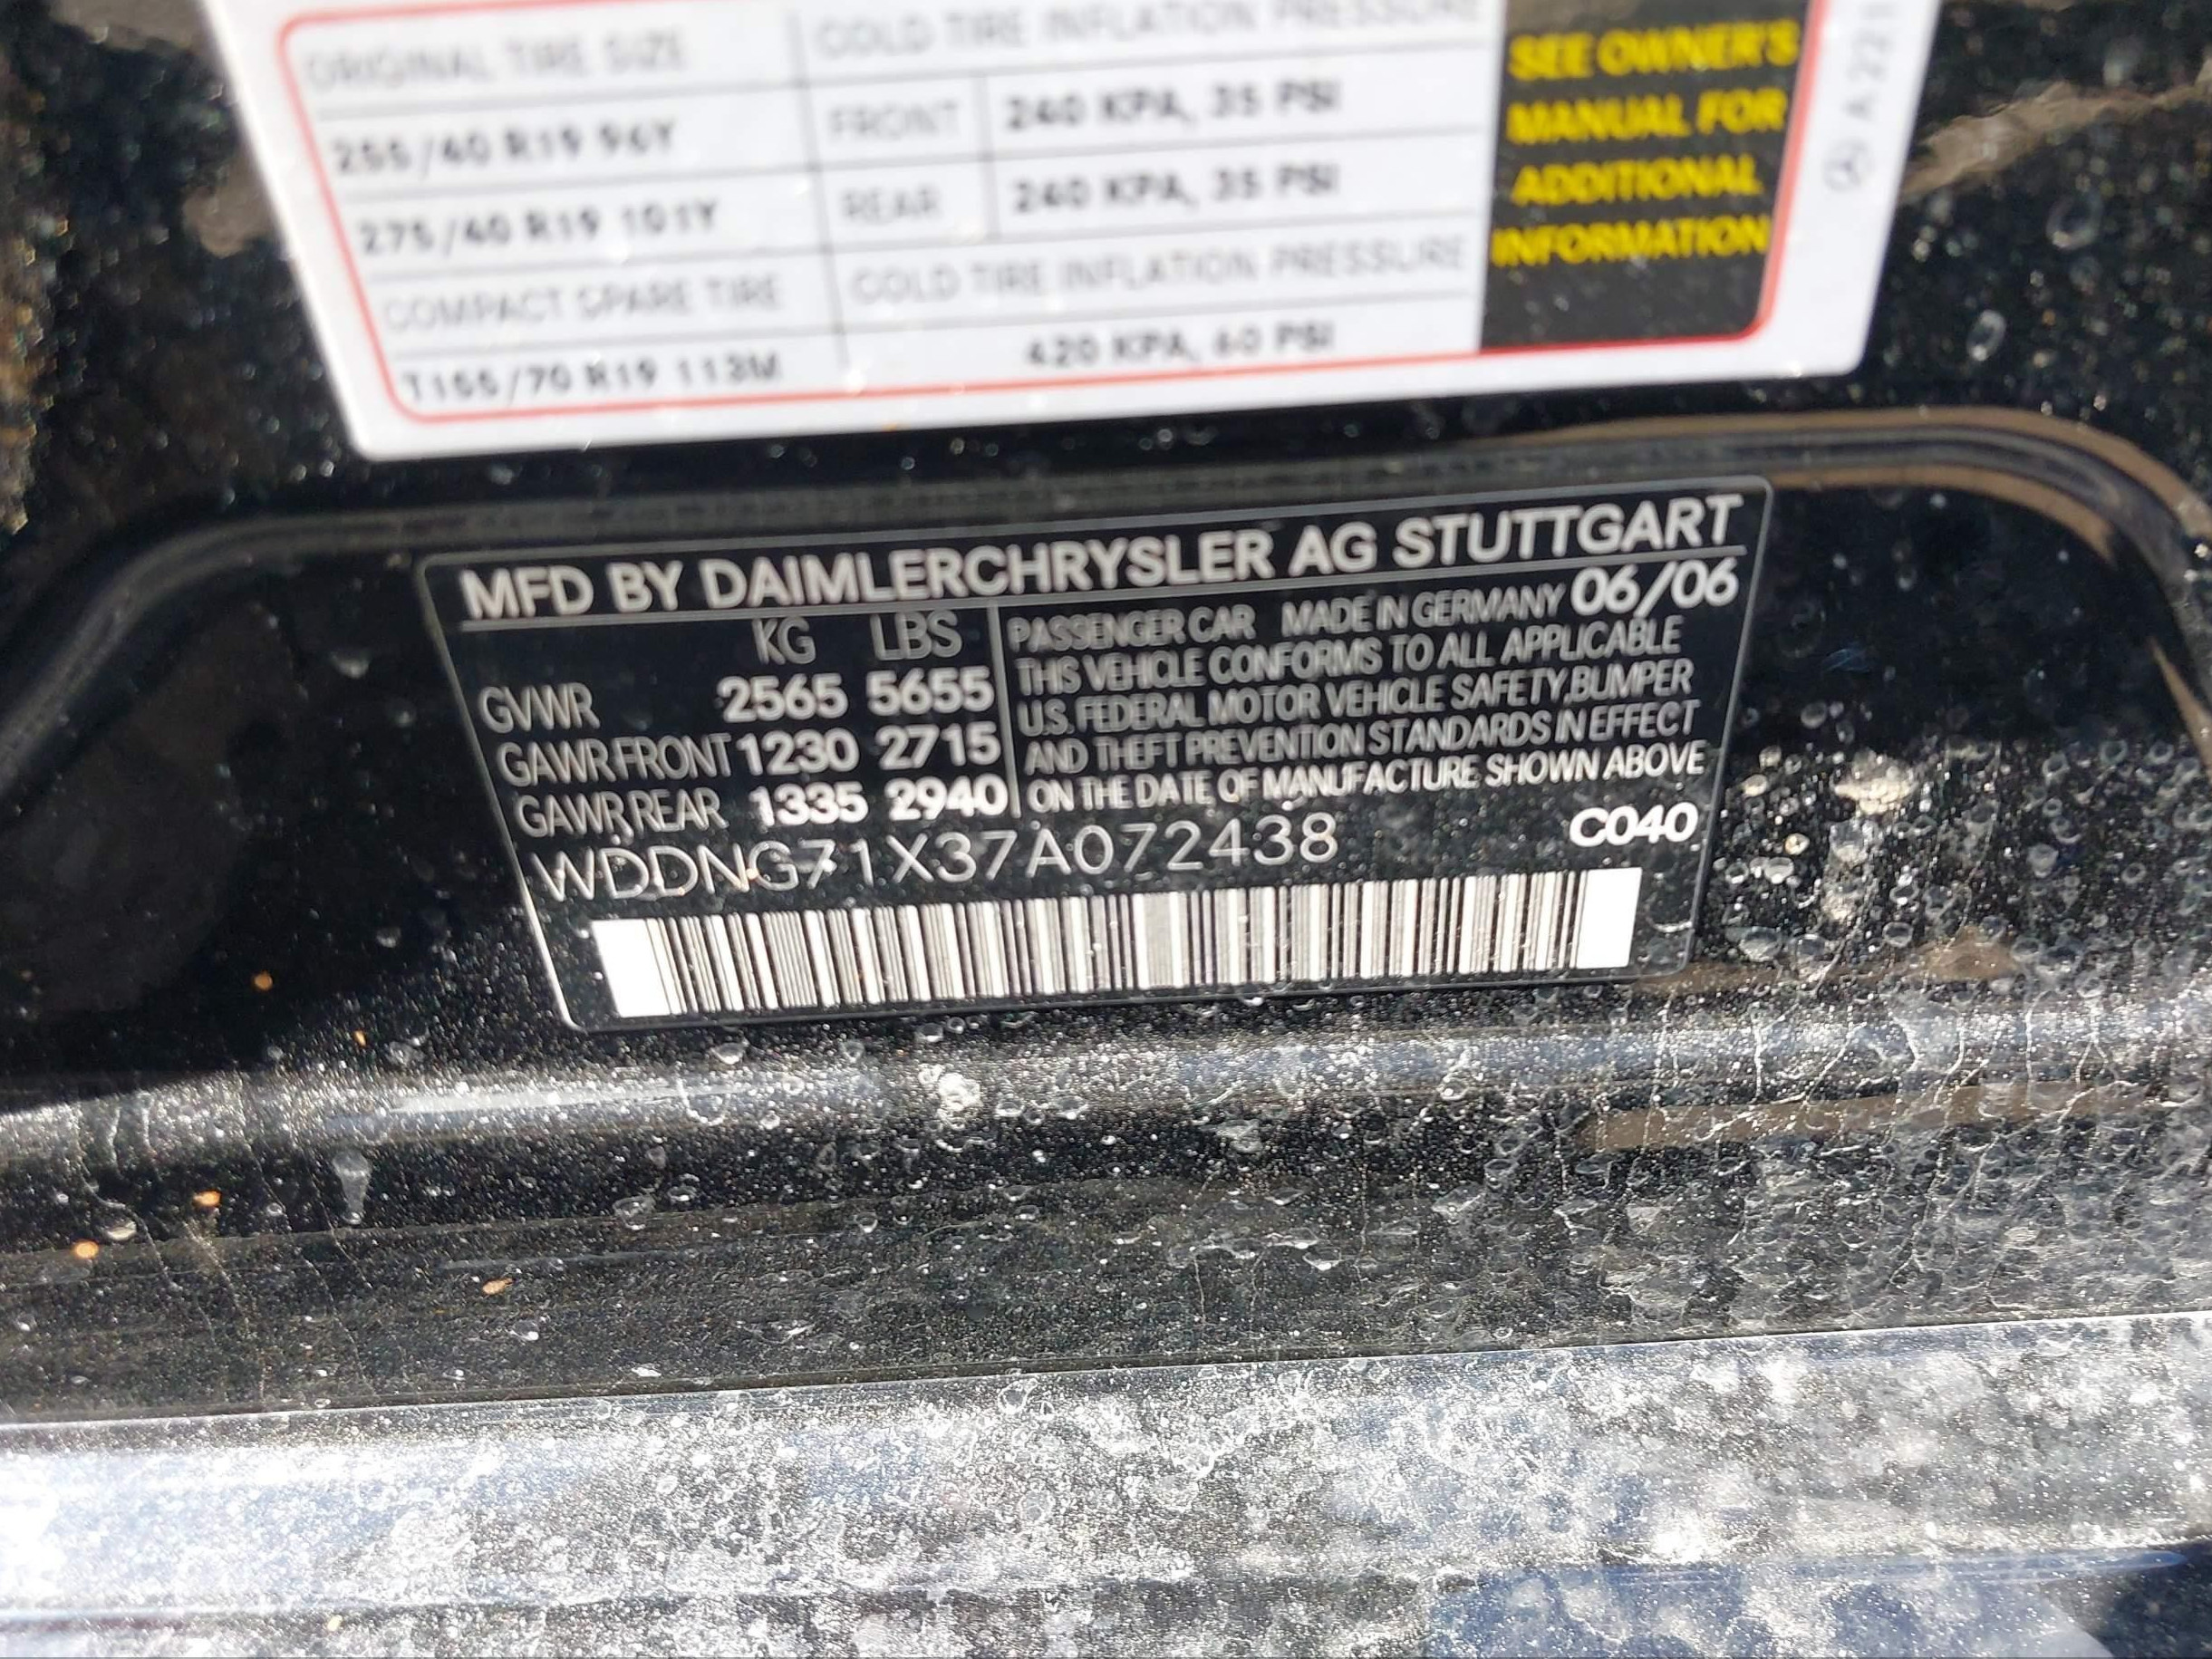 ORIGINAL TIRE SIZE COLD TIRE INFLATION PRESSURE
255/40 R19 96Y FRONT 240 KPA, 35 PSI
275/40 R19 101Y REAR 240 KPA, 35 PSI
COMPACT SPARE TIRE COLD TIRE INFLATION PRESSURE
T155/70 R19 113M 420 KPA, 60 PSI
SEE OWNER'S
MANUAL FOR
ADDITIONAL
INFORMATION
A 221
MFD BY DAIMLERCHRYSLER AG STUTTGART
KG LBS
GVWR 2565 5655
GAWR FRONT 1230 2715
GAWR REAR 1335 2940
PASSENGER CAR MADE IN GERMANY 06/06
THIS VEHICLE CONFORMS TO ALL APPLICABLE
U.S. FEDERAL MOTOR VEHICLE SAFETY, BUMPER
AND THEFT PREVENTION STANDARDS IN EFFECT
ON THE DATE OF MANUFACTURE SHOWN ABOVE
WDDNG71X37A072438 C040